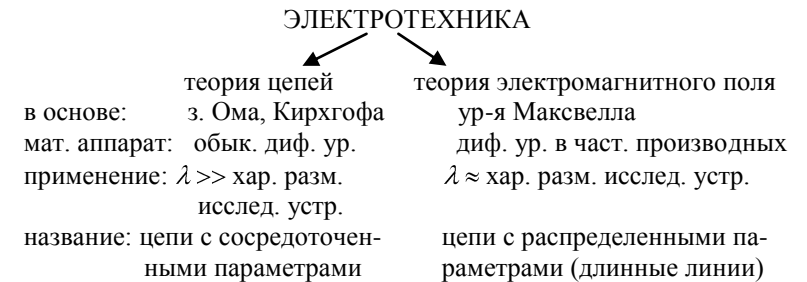 ЭЛЕКТРОТЕХНИКА
теория цепей теория электромагнитного поля
в основе: з. Ома, Кирхгофа ур-я Максвелла
мат. аппарат: обык. диф. ур. диф. ур. в част. производных
применение: λ >> хар. разм. λ ≈ хар. разм. исслед. устр.
исслед. устр.
название: цепи с сосредоточен- цепи с распределенными па-
ными параметрами раметрами (длинные линии)